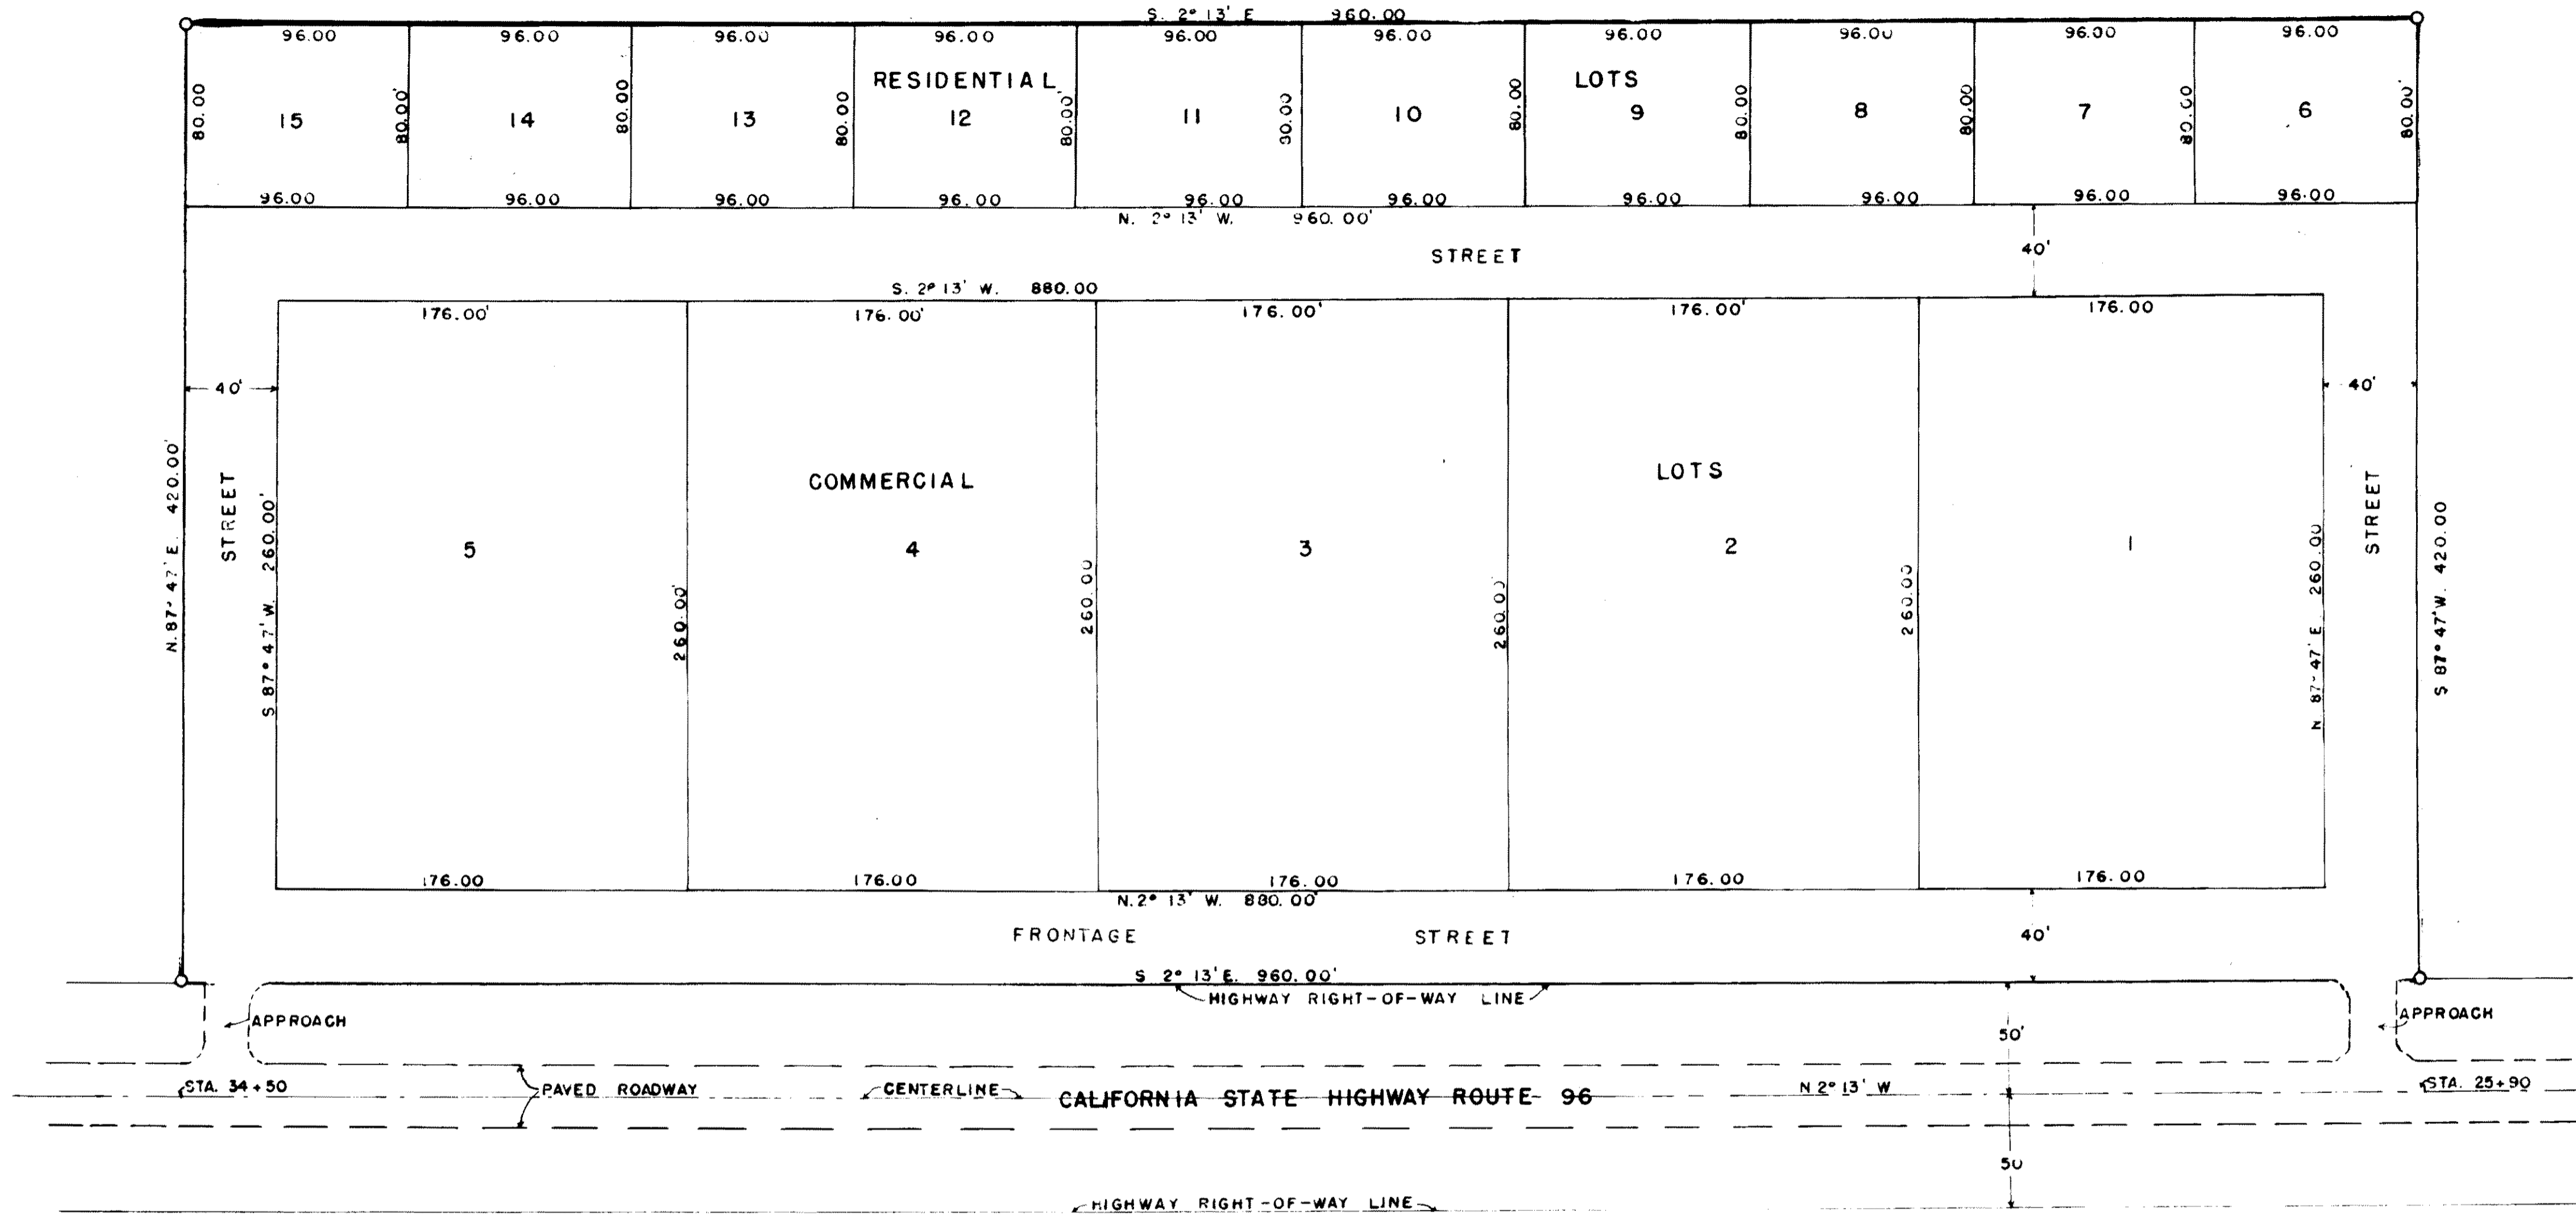 S. 2° 13' E 960.00
96.00 96.00 96.00 96.00 96.00 96.00 96.00 96.00 96.00 96.00
RESIDENTIAL LOTS
80.00 80.00' 80.00 80.00 80.00' 80.00 80.00 80.00 80.00 80.00 80.00'
15 14 13 12 11 10 9 8 7 6
96.00 96.00 96.00 96.00 96.00 96.00 96.00 96.00 96.00 96.00
N. 2° 13' W. 960.00'
STREET
40'
S. 2° 13' W. 880.00
176.00' 176.00' 176.00' 176.00' 176.00
40'
40'
COMMERCIAL LOTS
N. 87° 47' E. 420.00'
STREET
S 87° 47' W. 260.00'
5 4 3 2 1
260.00' 260.00 260.00' 260.00
N 87° 47' E 260.00
STREET
S 87° 47' W. 420.00
176.00 176.00 176.00 176.00 176.00
N. 2° 13' W. 880.00'
FRONTAGE STREET
40'
S 2° 13' E. 960.00'
HIGHWAY RIGHT-OF-WAY LINE
APPROACH
APPROACH
50'
STA. 34+50
PAVED ROADWAY
CENTERLINE
CALIFORNIA STATE HIGHWAY ROUTE 96
N 2° 13' W
STA. 25+90
50
HIGHWAY RIGHT-OF-WAY LINE